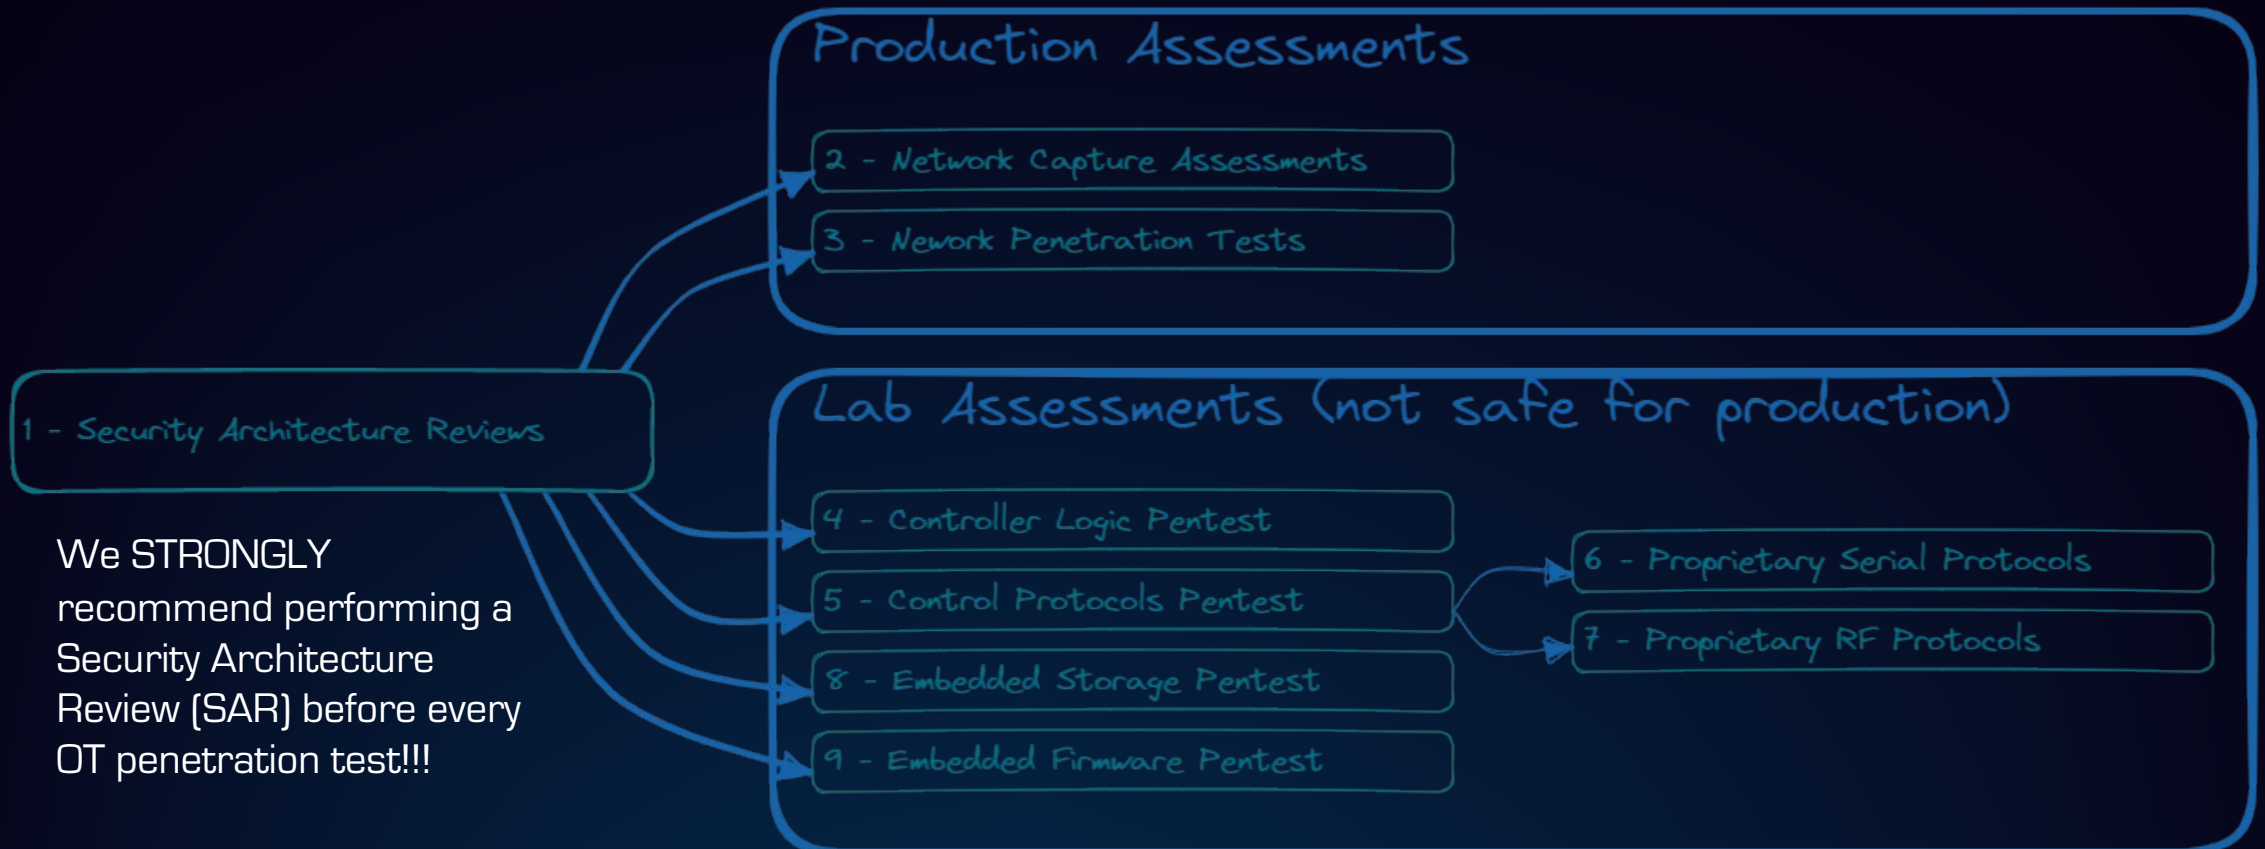 Production Assessments
2 - Network Capture Assessments
3 - Nework Penetration Tests
1 - Security Architecture Reviews
We STRONGLY
recommend performing a
Security Architecture
Review (SAR) before every
OT penetration test!!!
Lab Assessments (not safe for production)
4 - Controller Logic Pentest
5 - Control Protocols Pentest
6 - Proprietary Serial Protocols
7 - Proprietary RF Protocols
8 - Embedded Storage Pentest
9 - Embedded Firmware Pentest